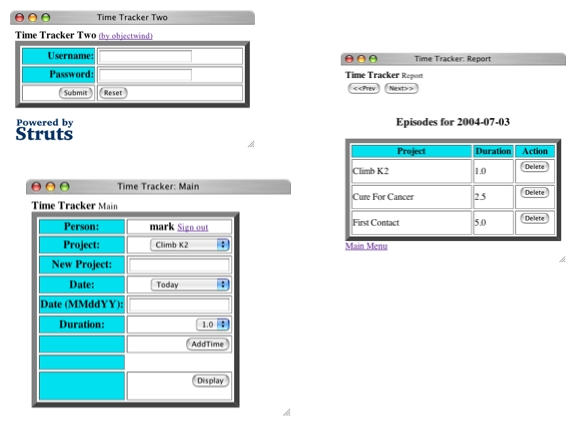 Time Tracker Two
Time Tracker Two (by objectwind)
Username:
Password:
Submit Reset
Powered by
Struts
Time Tracker: Main
Time Tracker Main
Person: mark Sign out
Project: Climb K2
New Project:
Date: Today
Date (MMddYY):
Duration: 1.0
AddTime
Display
Time Tracker: Report
Time Tracker Report
<<Prev Next>>
Episodes for 2004-07-03
Project Duration Action
Climb K2 1.0 Delete
Cure For Cancer 2.5 Delete
First Contact 5.0 Delete
Main Menu